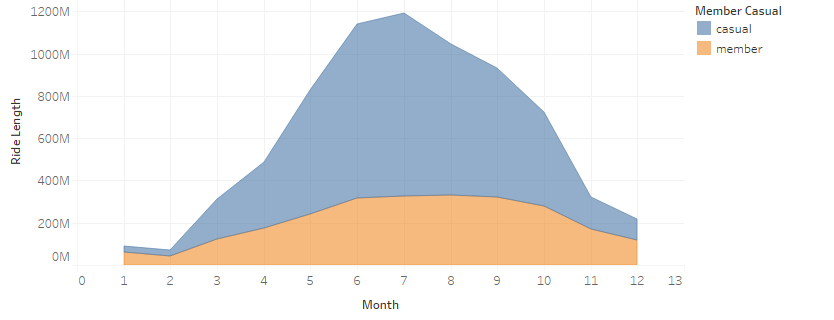 1200M
1000M
800M
600M
400M
200M
0M
Ride Length
0 1 2 3 4 5 6 7 8 9 10 11 12 13
Month
Member Casual
casual
member